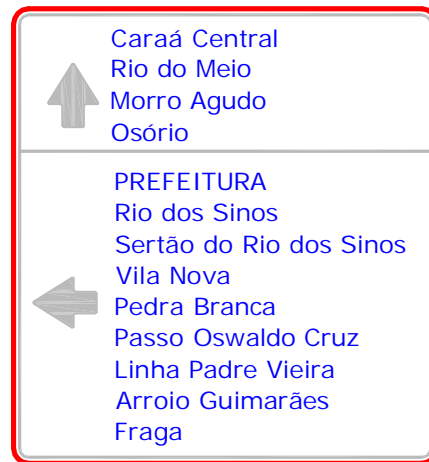 Caraá Central
Rio do Meio
Morro Agudo
Osório
PREFEITURA
Rio dos Sinos
Sertão do Rio dos Sinos
Vila Nova
Pedra Branca
Passo Oswaldo Cruz
Linha Padre Vieira
Arroio Guimarães
Fraga